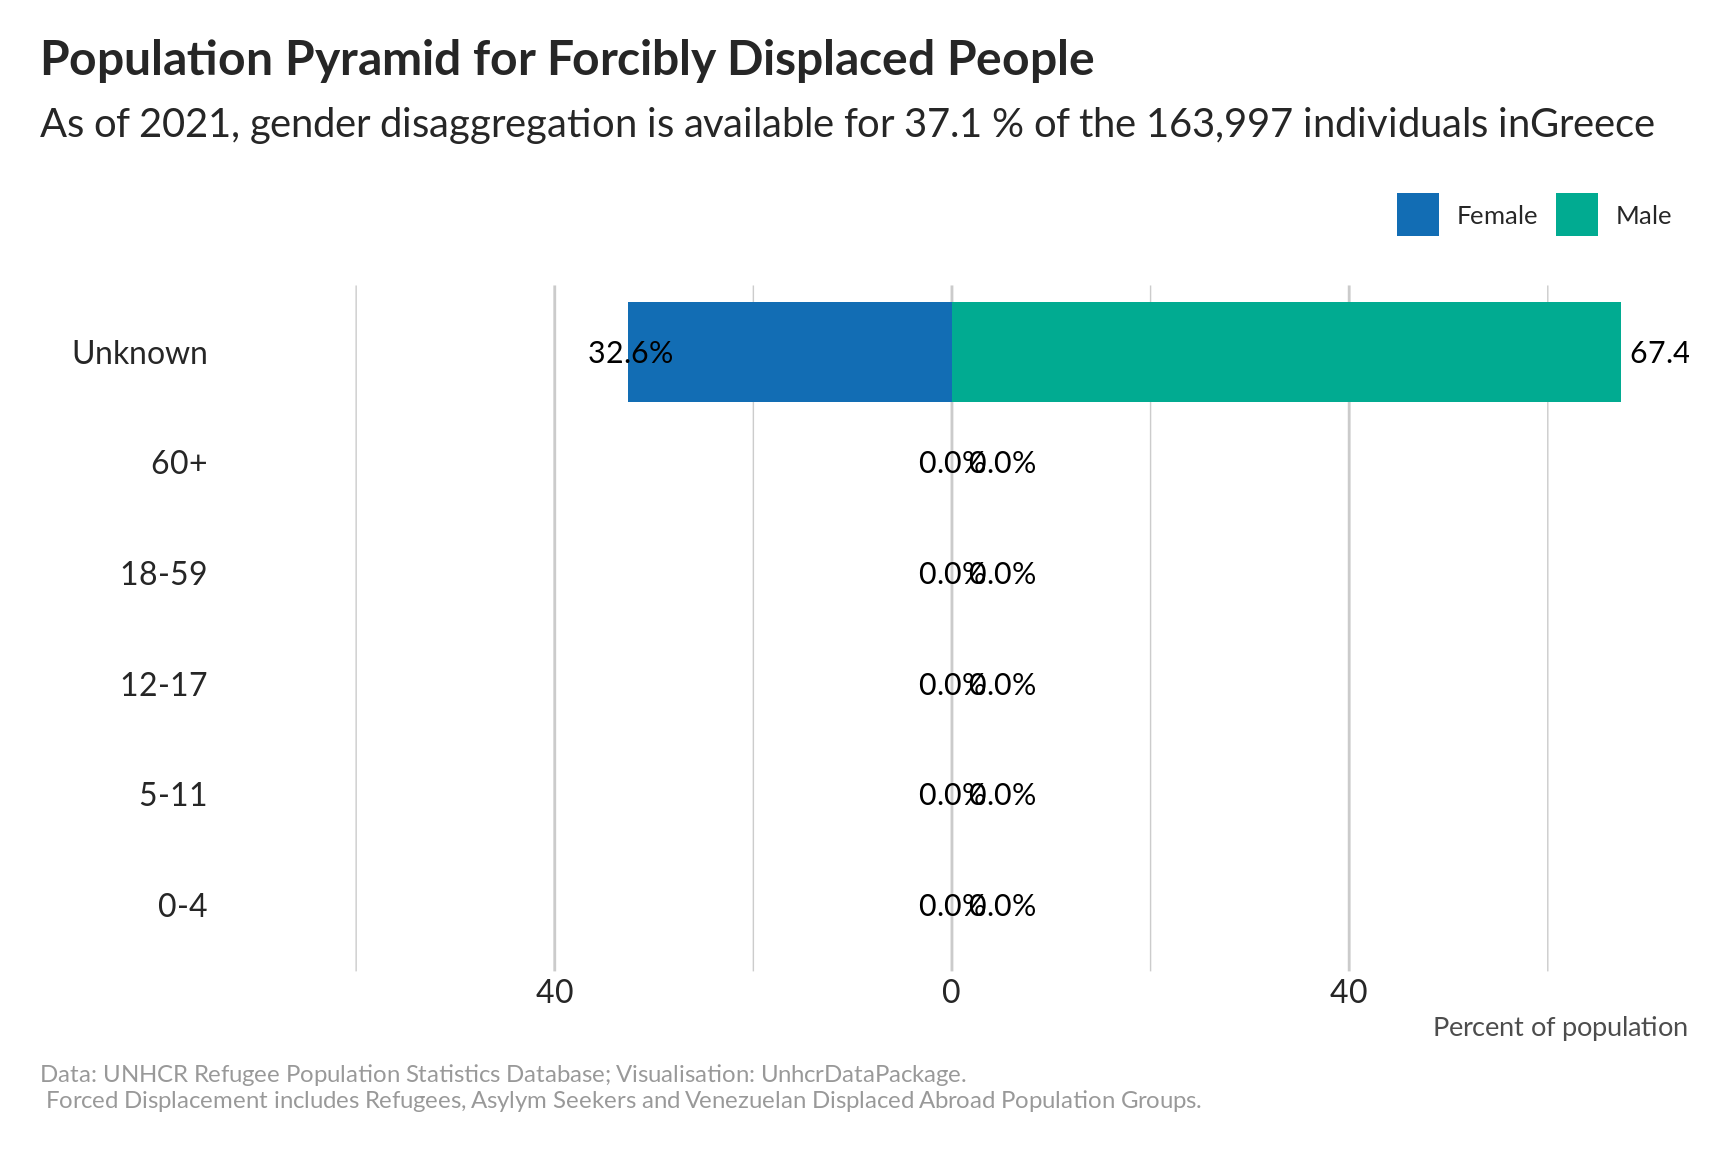 Population Pyramid for Forcibly Displaced People
As of 2021, gender disaggregation is available for 37.1 % of the 163,997 individuals inGreece
Female Male
Unknown 32.6% 67.4
60+ 0.0% 0.0%
18-59 0.0% 0.0%
12-17 0.0% 0.0%
5-11 0.0% 0.0%
0-4 0.0% 0.0%
40 0 40
Percent of population
Data: UNHCR Refugee Population Statistics Database; Visualisation: UnhcrDataPackage.
Forced Displacement includes Refugees, Asylym Seekers and Venezuelan Displaced Abroad Population Groups.